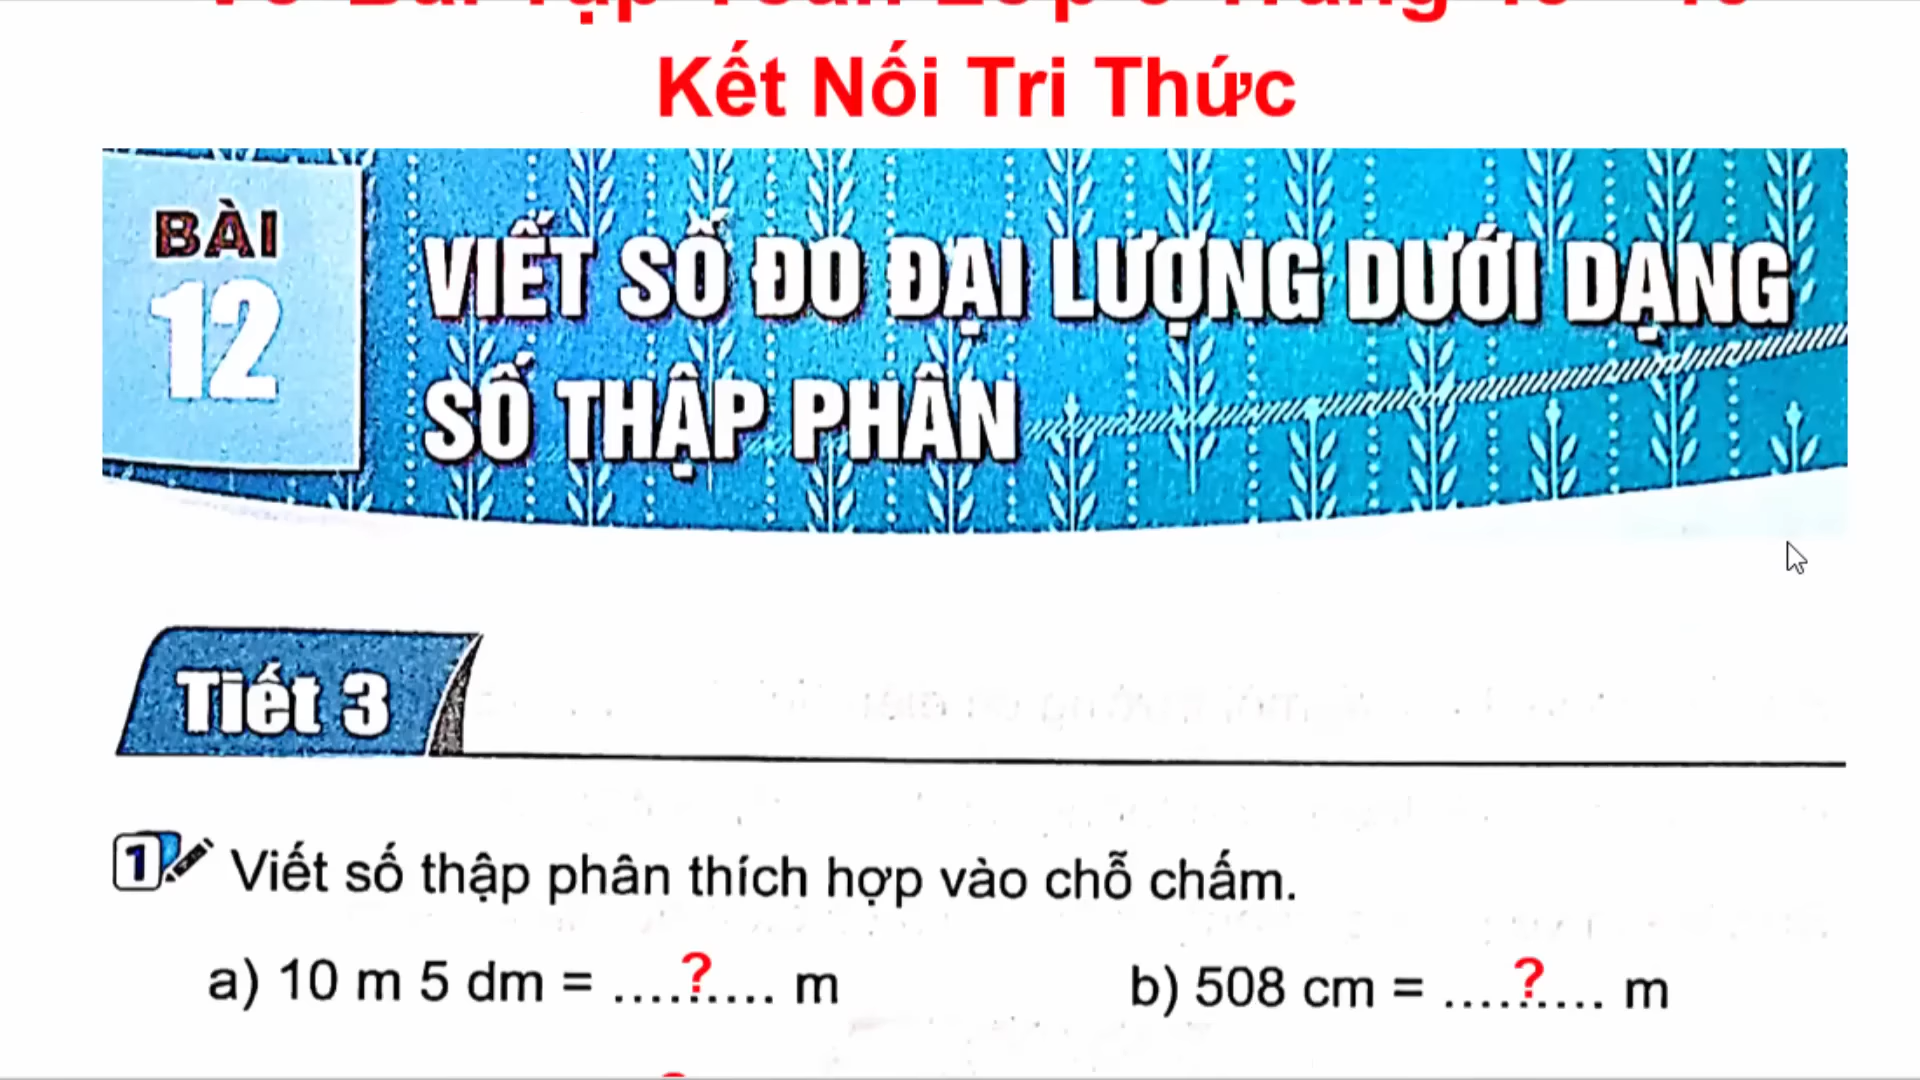 Kết Nối Tri Thức
BÀI
12
VIẾT SỐ ĐO ĐẠI LƯỢNG DƯỚI DẠNG
SỐ THẬP PHÂN
Tiết 3
1 Viết số thập phân thích hợp vào chỗ chấm.
a) 10 m 5 dm = ....?.... m
b) 508 cm = ....?.... m